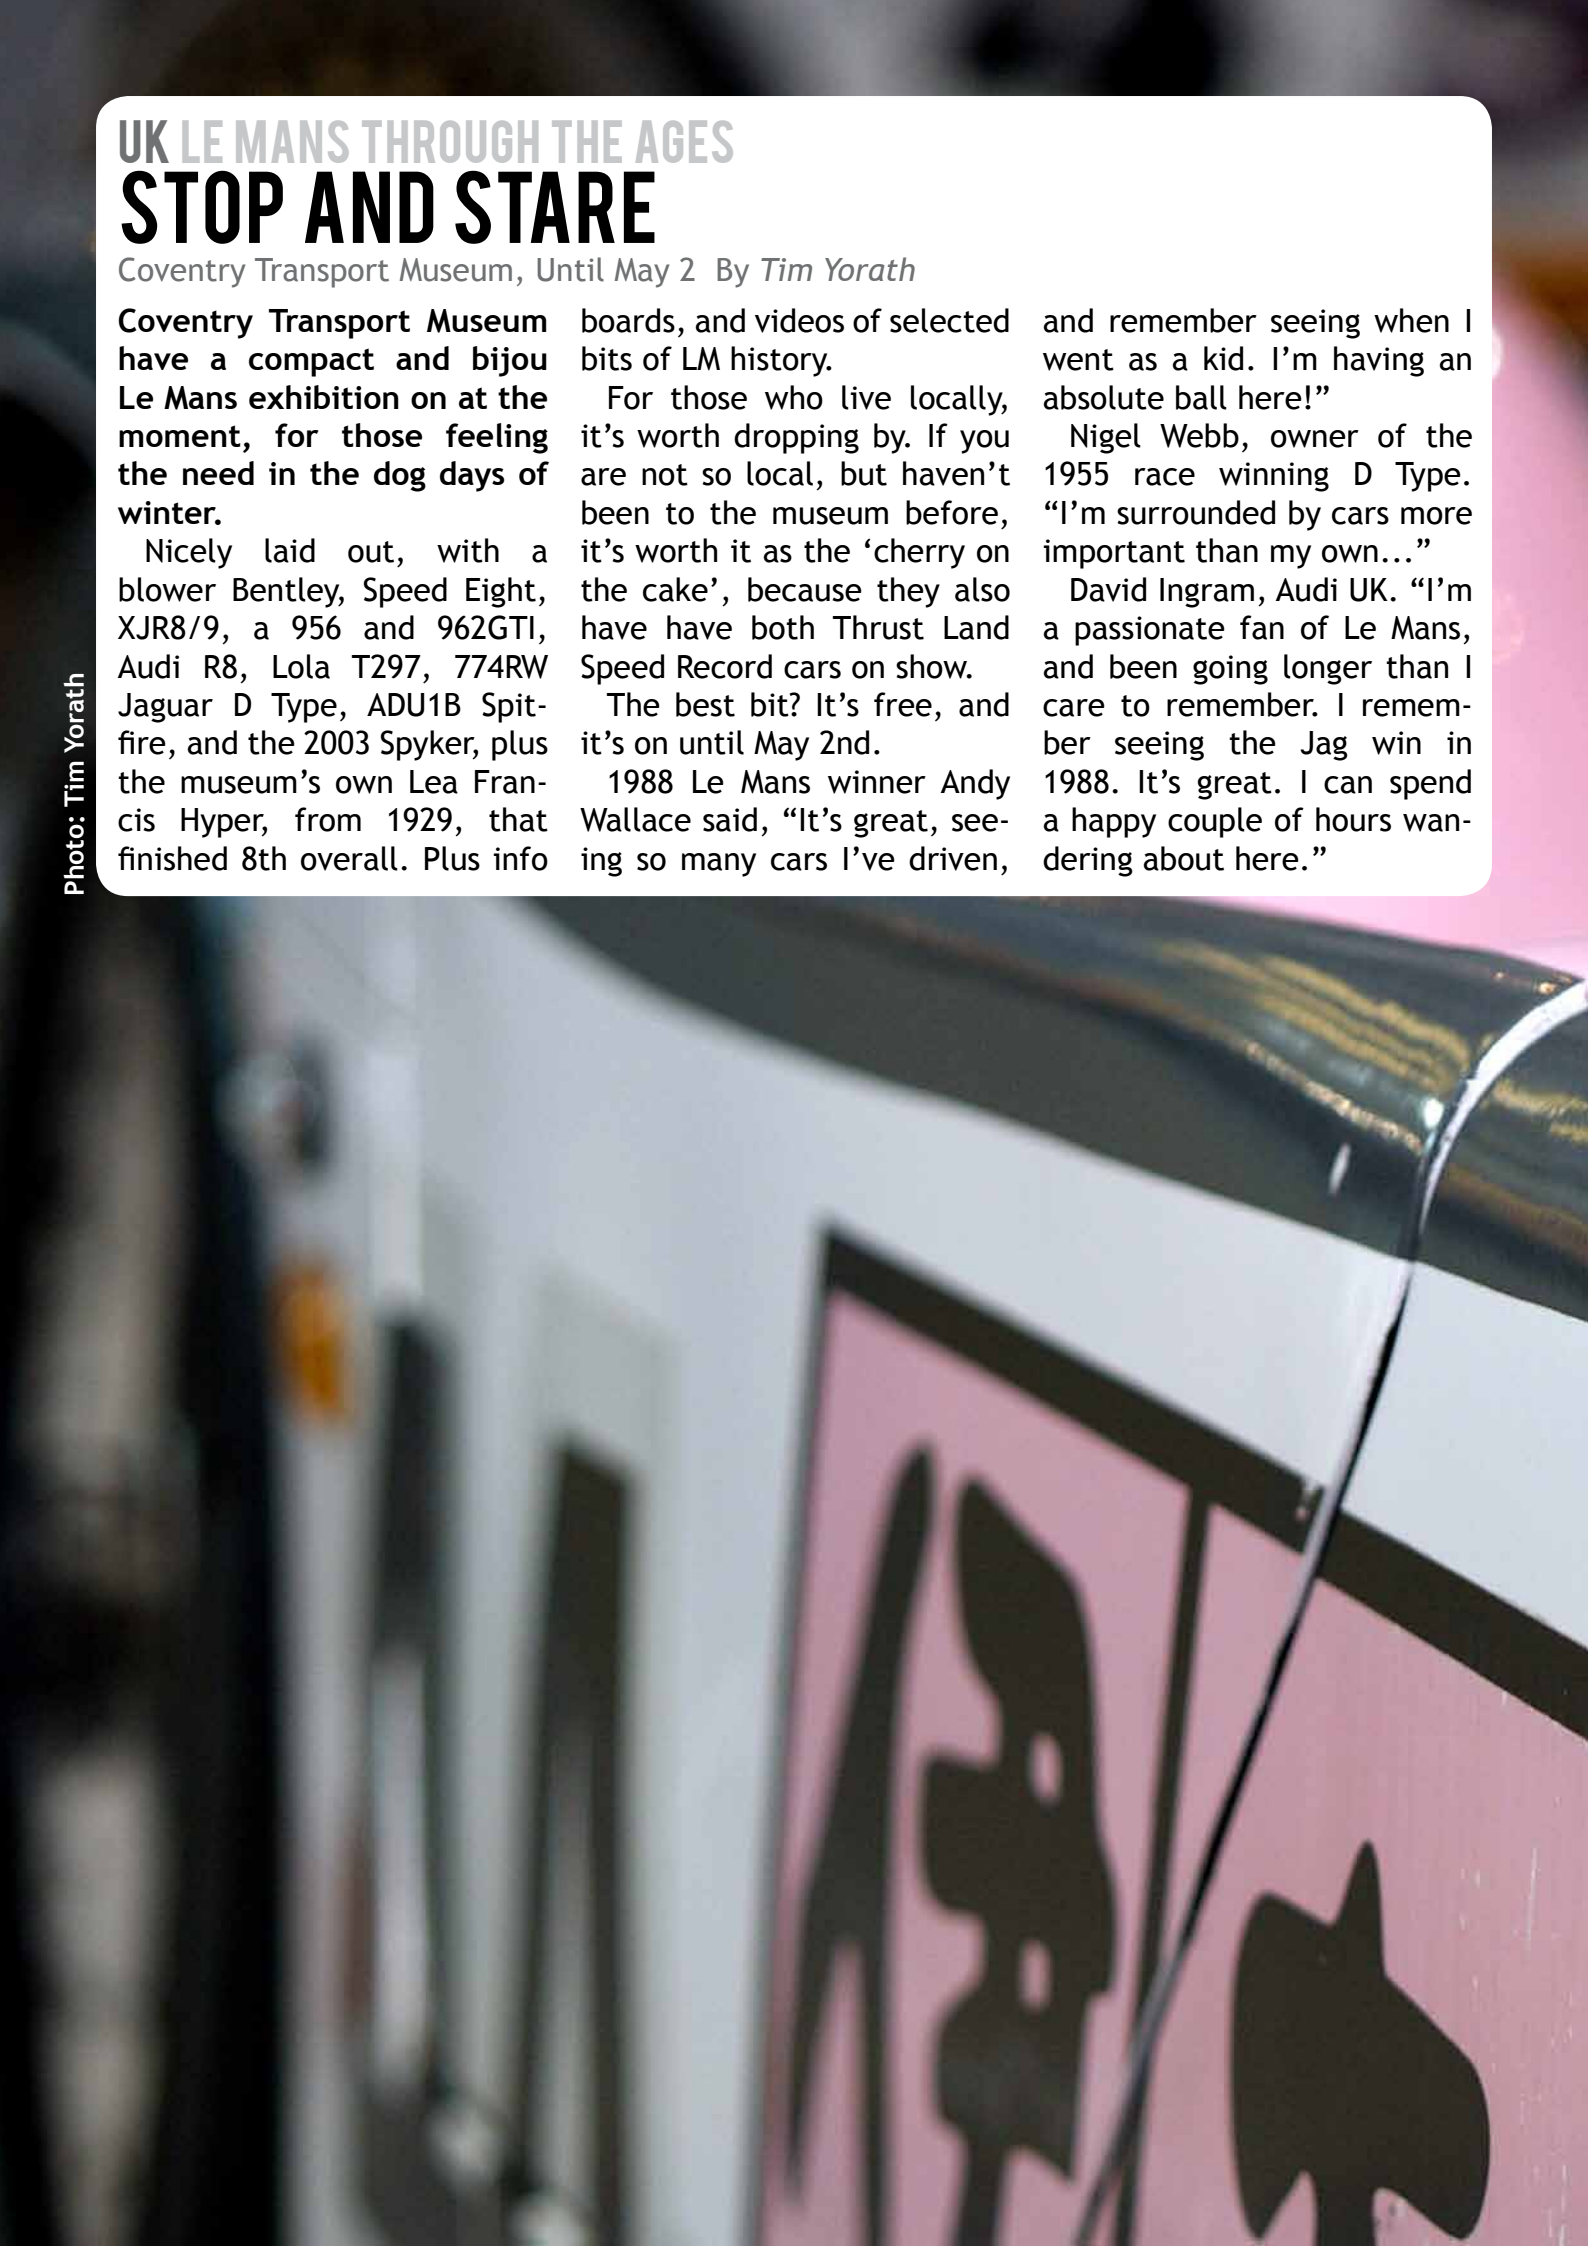 UK LE MANS THROUGH THE AGES
STOP AND STARE
Coventry Transport Museum, Until May 2 By Tim Yorath
Coventry Transport Museum
have a compact and bijou
Le Mans exhibition on at the
moment, for those feeling
the need in the dog days of
winter.
Nicely laid out, with a
blower Bentley, Speed Eight,
XJR8/9, a 956 and 962GTI,
Audi R8, Lola T297, 774RW
Jaguar D Type, ADU1B Spit-
fire, and the 2003 Spyker, plus
the museum's own Lea Fran-
cis Hyper, from 1929, that
finished 8th overall. Plus info
boards, and videos of selected
bits of LM history.
For those who live locally,
it's worth dropping by. If you
are not so local, but haven't
been to the museum before,
it's worth it as the ‘cherry on
the cake’, because they also
have have both Thrust Land
Speed Record cars on show.
The best bit? It's free, and
it's on until May 2nd.
1988 Le Mans winner Andy
Wallace said, “It's great, see-
ing so many cars I've driven,
and remember seeing when I
went as a kid. I'm having an
absolute ball here!”
Nigel Webb, owner of the
1955 race winning D Type.
“I'm surrounded by cars more
important than my own...”
David Ingram, Audi UK. “I'm
a passionate fan of Le Mans,
and been going longer than I
care to remember. I remem-
ber seeing the Jag win in
1988. It's great. I can spend
a happy couple of hours wan-
dering about here.”
Photo: Tim Yorath